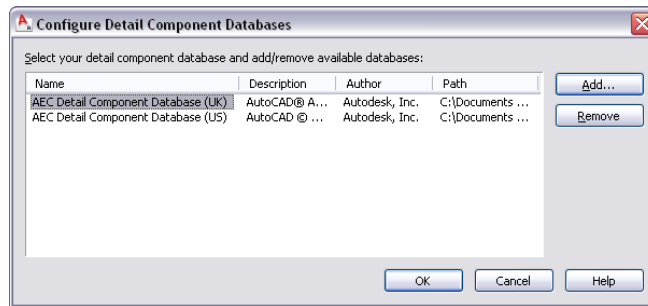 Configure Detail Component Databases
Select your detail component database and add/remove available databases:
Name Description Author Path
AEC Detail Component Database (UK) AutoCAD® A... Autodesk, Inc. C:\Documents ...
AEC Detail Component Database (US) AutoCAD © ... Autodesk, Inc. C:\Documents ...
Add...
Remove
OK Cancel Help